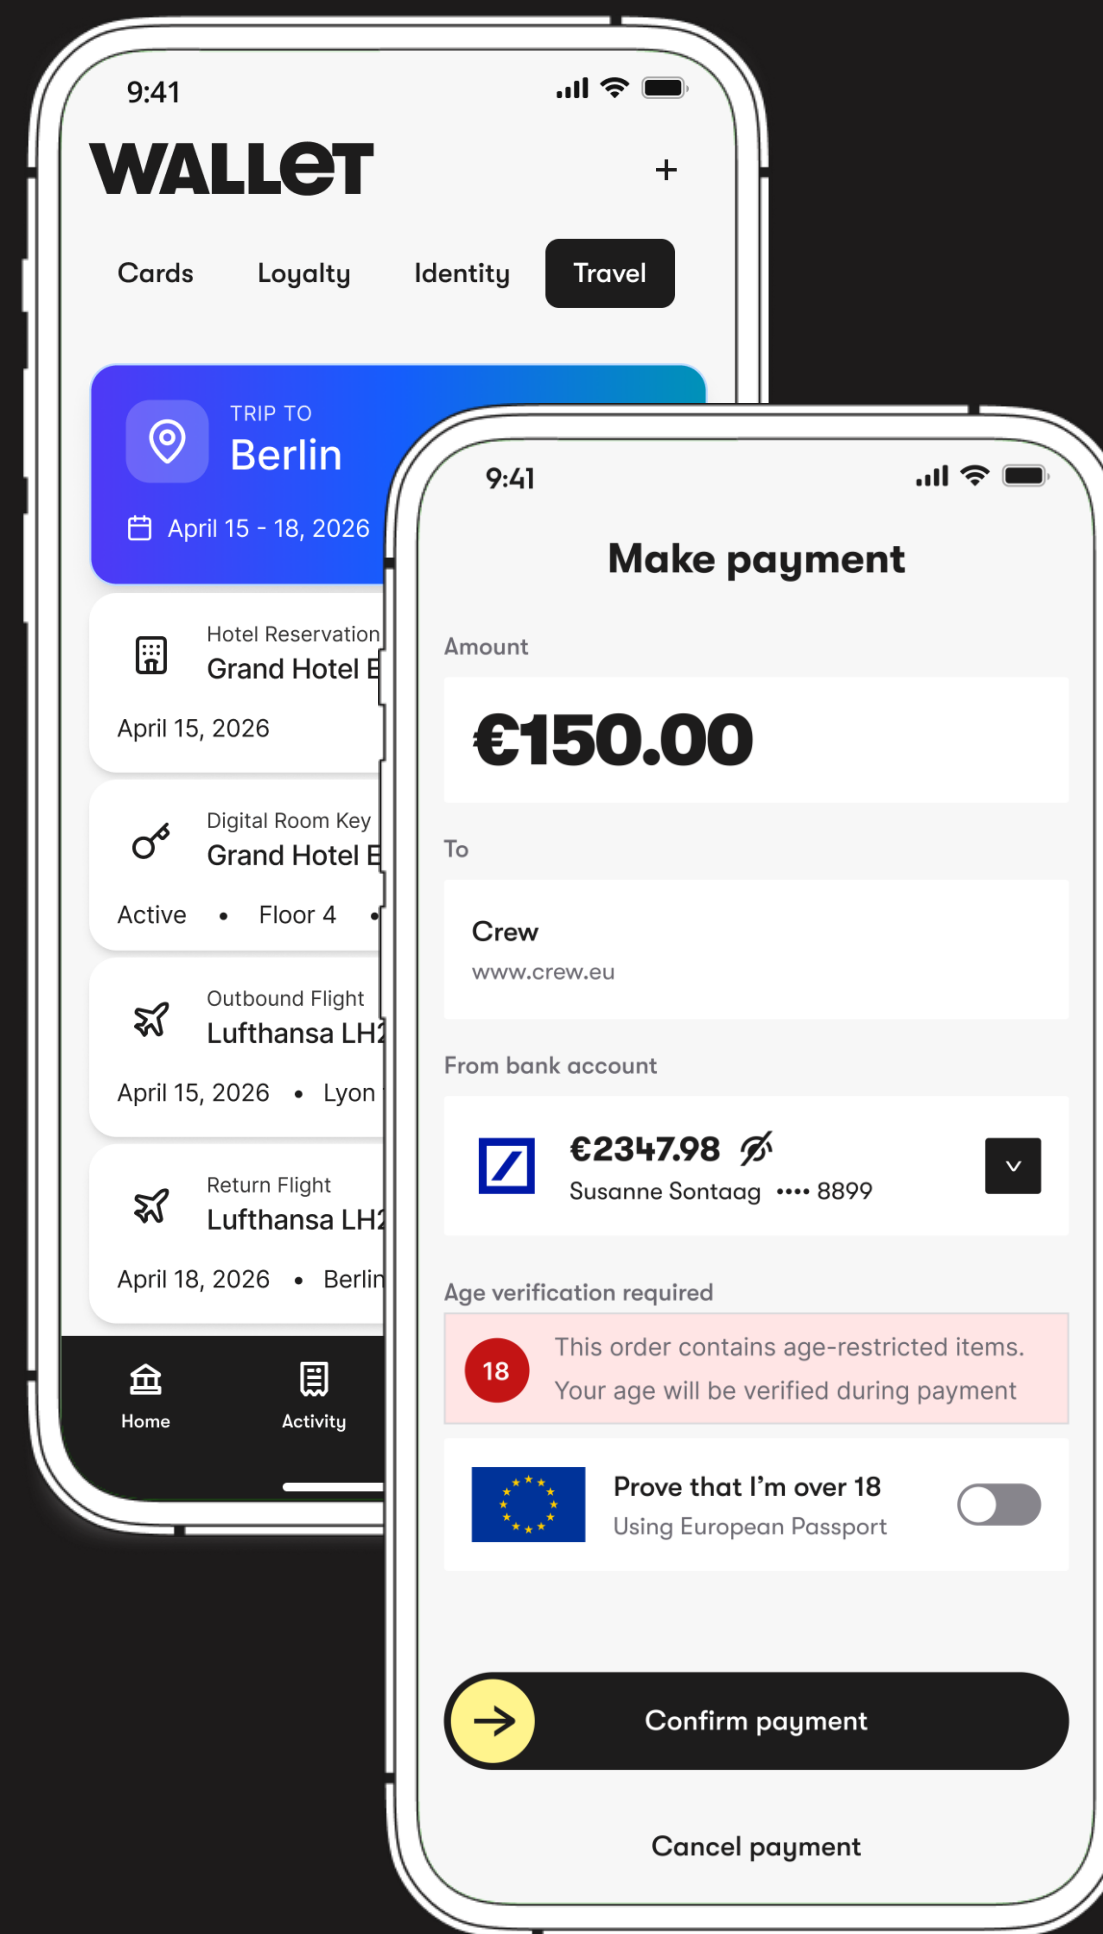 9:41
WALLeT
Cards Loyalty Identity Travel
TRIP TO
Berlin
April 15 - 18, 2026
Hotel Reservation
Grand Hotel
April 15, 2026
Digital Room Key
Grand Hotel
Active • Floor 4 •
Outbound Flight
Lufthansa
April 15, 2026 • Lyon
Return Flight
Lufthansa
April 18, 2026 • Berlin
Home Activity
9:41
Make payment
Amount
€150.00
To
Crew
www.crew.eu
From bank account
€2347.98
Susanne Sontaag •••• 8899
Age verification required
18
This order contains age-restricted items.
Your age will be verified during payment
Prove that I'm over 18
Using European Passport
Confirm payment
Cancel payment